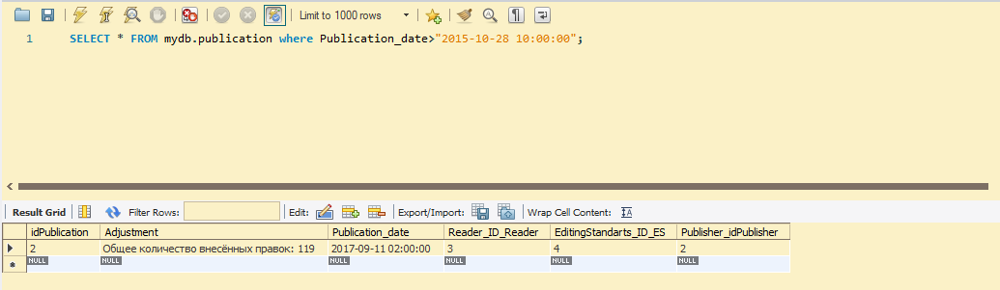 Limit to 1000 rows
1 SELECT * FROM mydb.publication where Publication_date>"2015-10-28 10:00:00";
Result Grid Filter Rows: Edit: Export/Import: Wrap Cell Content: IA
idPublication Adjustment Publication_date Reader_ID_Reader EditingStandarts_ID_ES Publisher_idPublisher
2 Общее количество внесённых правок: 119 2017-09-11 02:00:00 3 4 2
NULL NULL NULL NULL NULL NULL